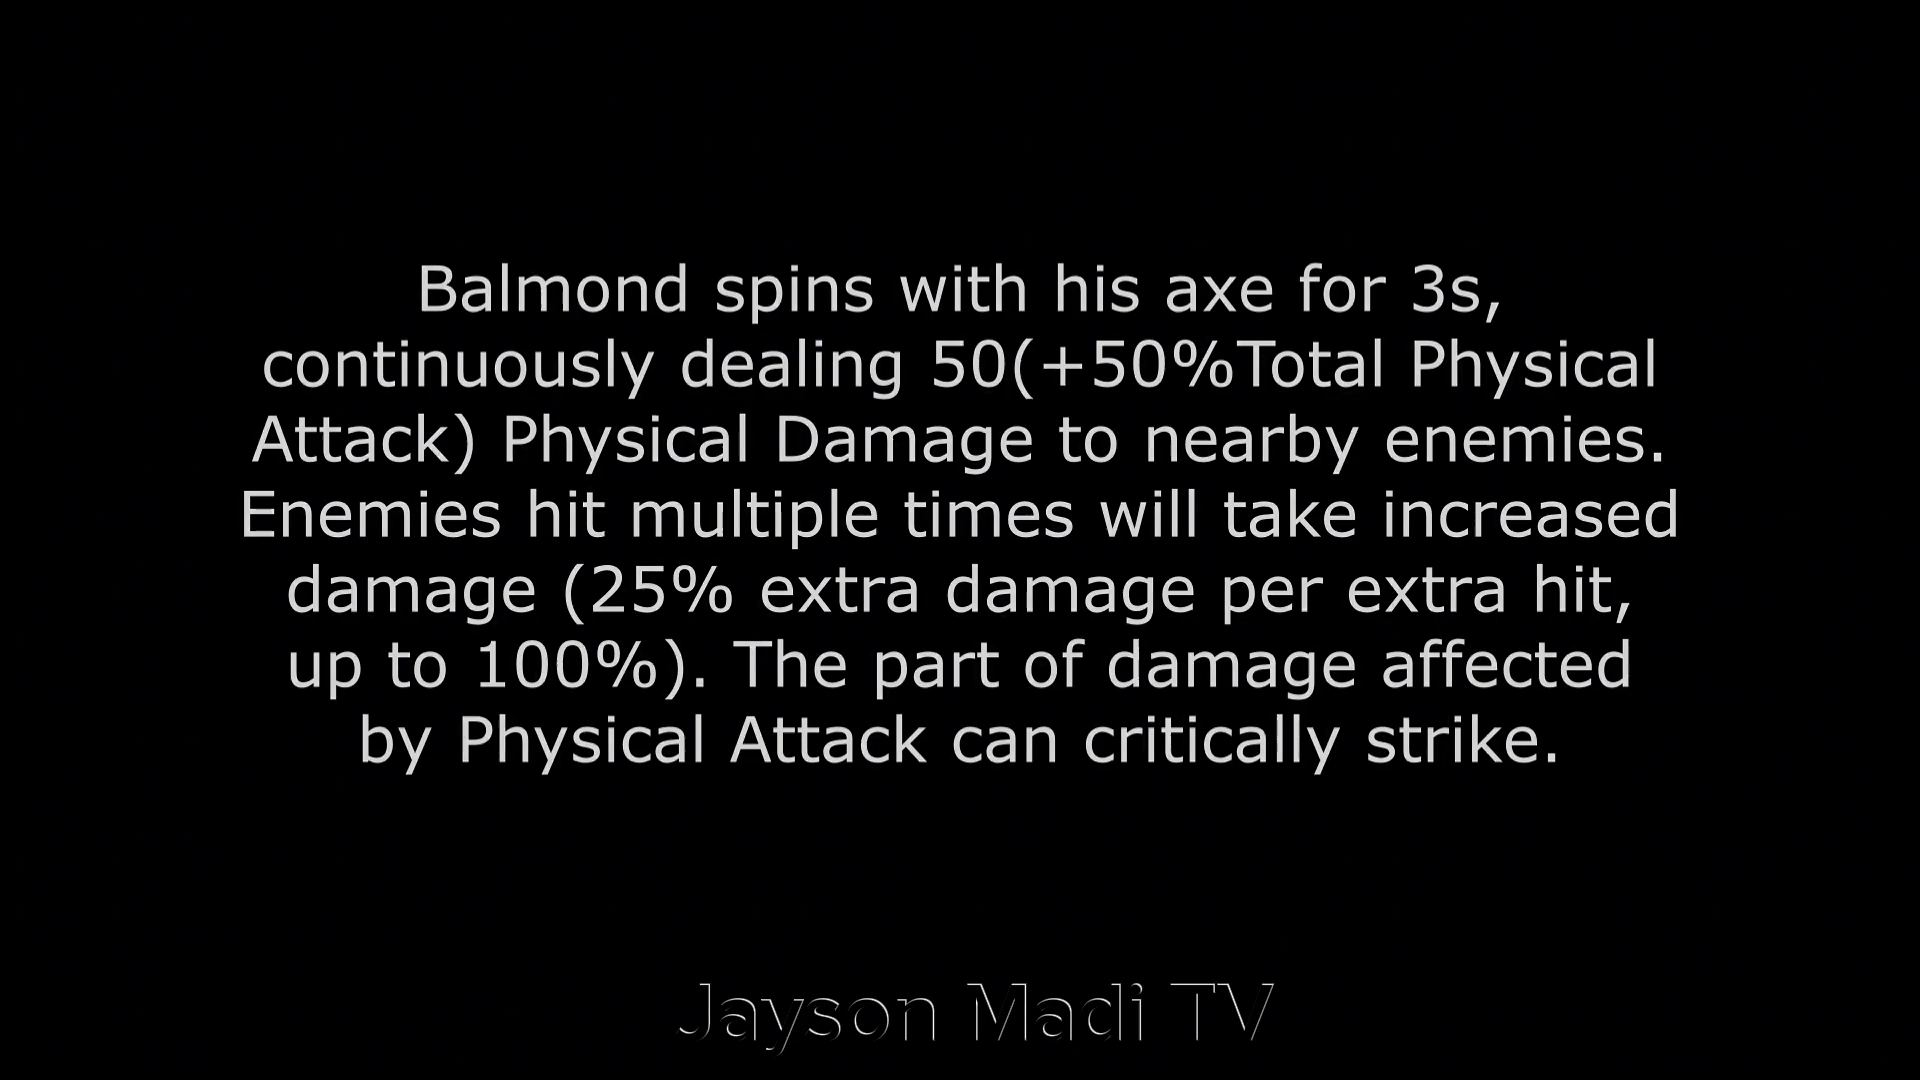 Balmond spins with his axe for 3s,
continuously dealing 50(+50%Total Physical
Attack) Physical Damage to nearby enemies.
Enemies hit multiple times will take increased
damage (25% extra damage per extra hit,
up to 100%). The part of damage affected
by Physical Attack can critically strike.
Jayson Madi TV